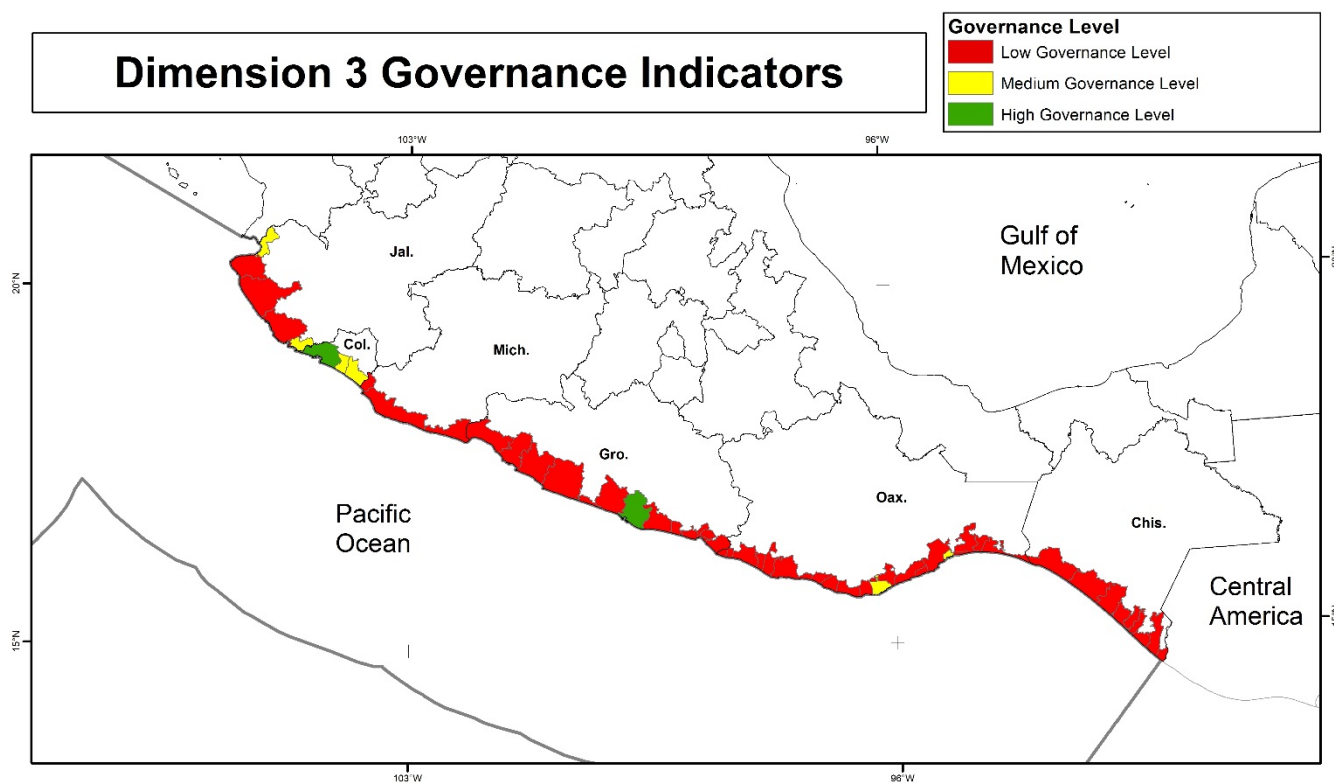 Dimension 3 Governance Indicators
Governance Level
Low Governance Level
Medium Governance Level
High Governance Level
103°W
96°W
Gulf of
Mexico
Jal.
20°N
Col.
Mich.
Gro.
Oax.
Chis.
Pacific
Ocean
Central
America
15°N
15°N
103°W
96°W